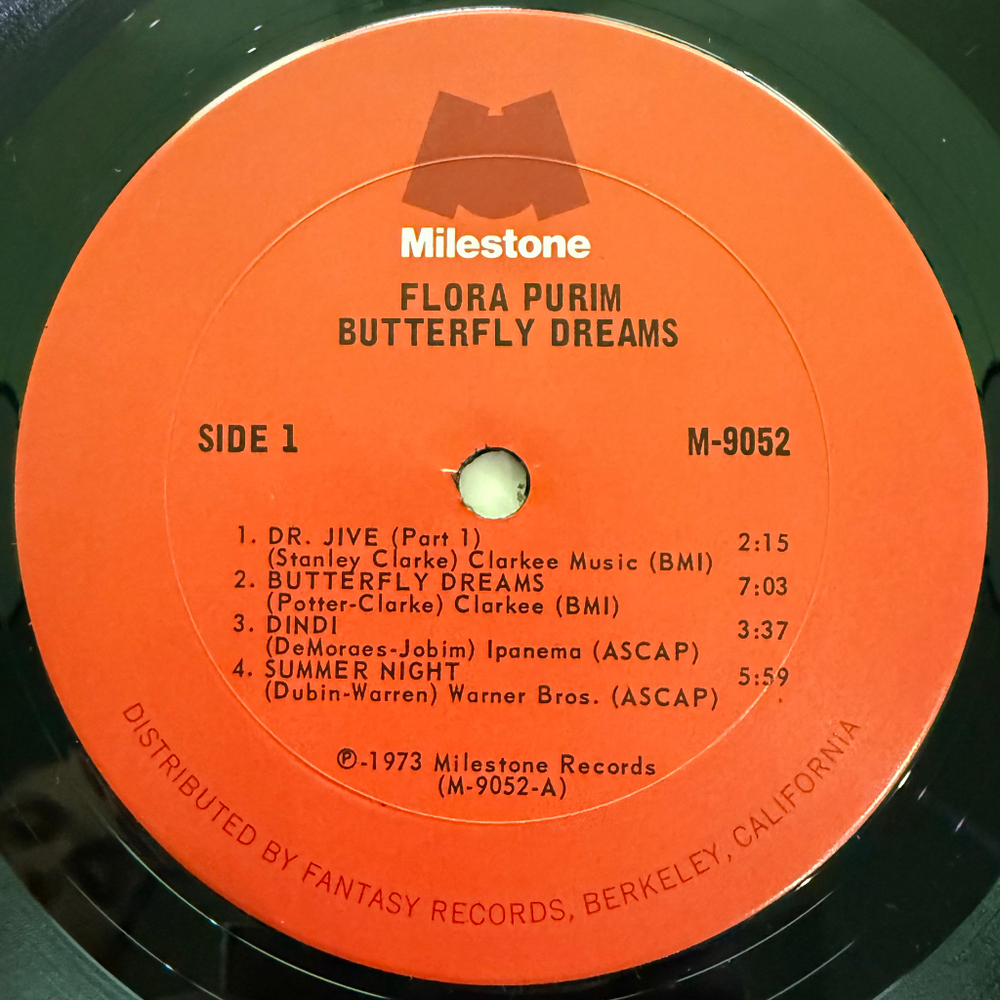 Milestone
FLORA PURIM
BUTTERFLY DREAMS
SIDE 1
M-9052
1. DR. JIVE (Part 1) 2:15
(Stanley Clarke) Clarkee Music (BMI)
2. BUTTERFLY DREAMS 7:03
(Potter-Clarke) Clarkee (BMI)
3. DINDI 3:37
(DeMoraes-Jobim) Ipanema (ASCAP)
4. SUMMER NIGHT 5:59
(Dubin-Warren) Warner Bros. (ASCAP)
℗-1973 Milestone Records
(M-9052-A)
DISTRIBUTED BY FANTASY RECORDS, BERKELEY, CALIFORNIA